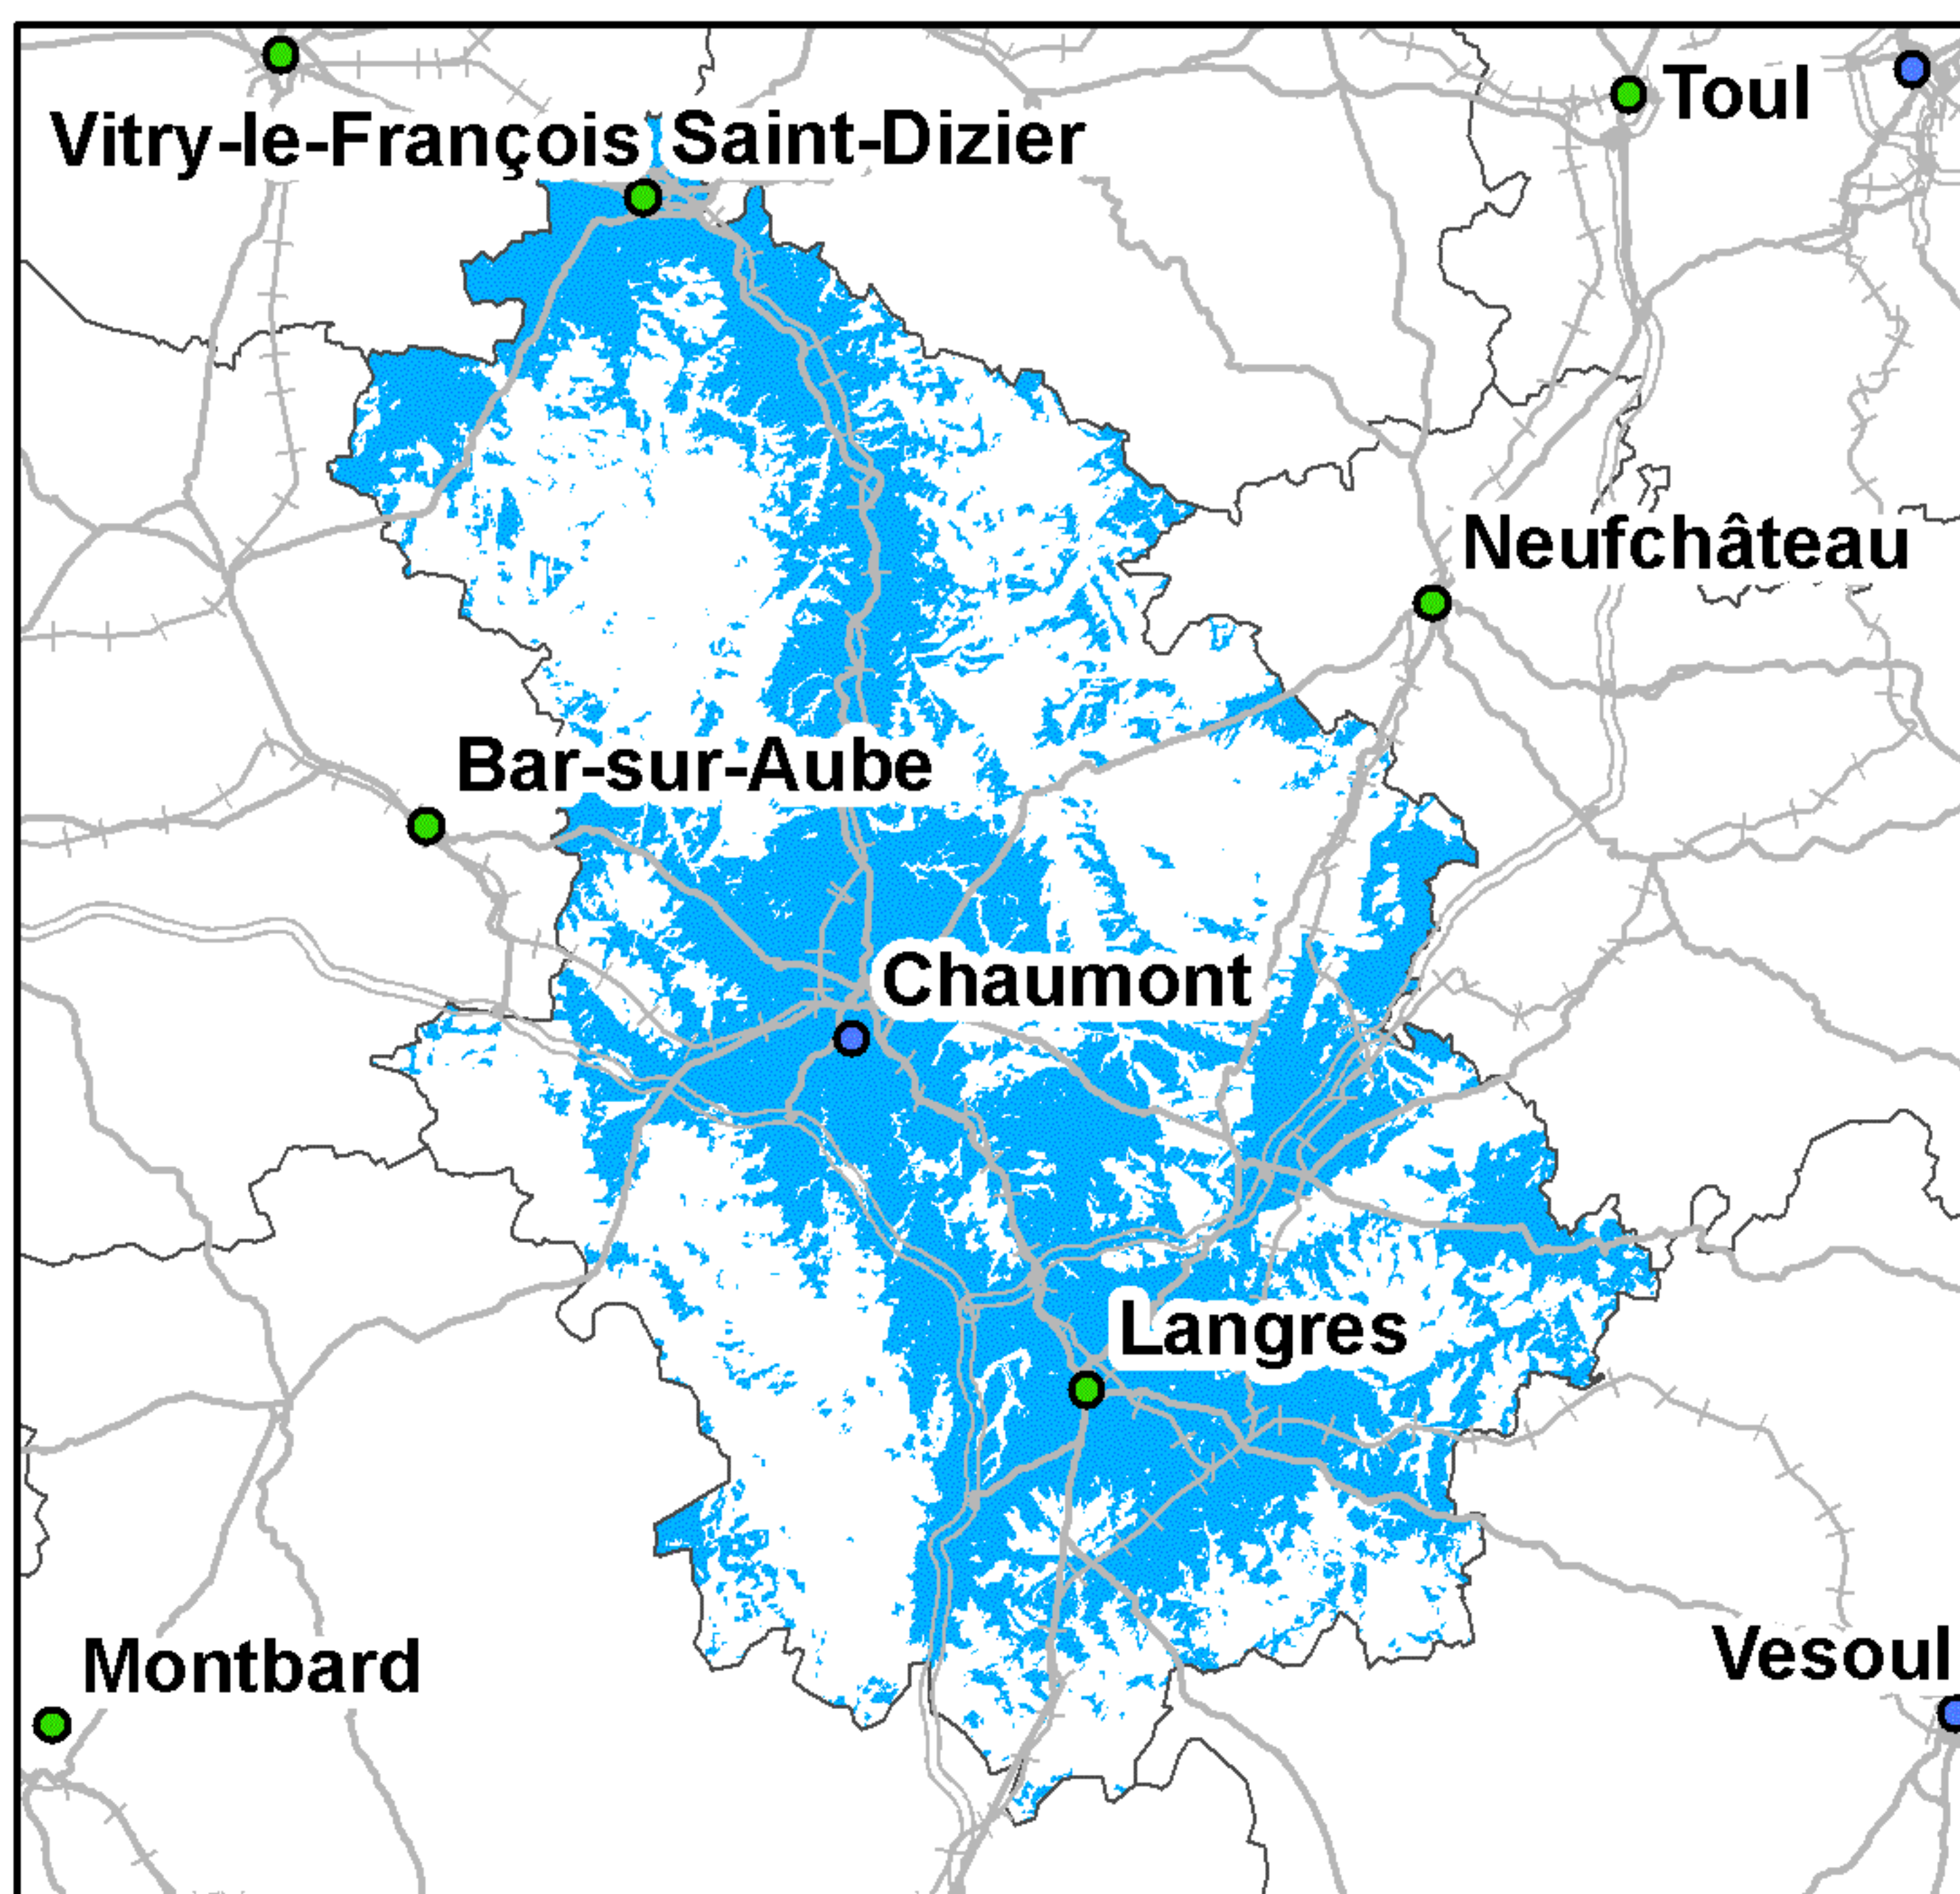 Toul
Vitry-le-François
Saint-Dizier
Neufchâteau
Bar-sur-Aube
Chaumont
Langres
Montbard
Vesoul